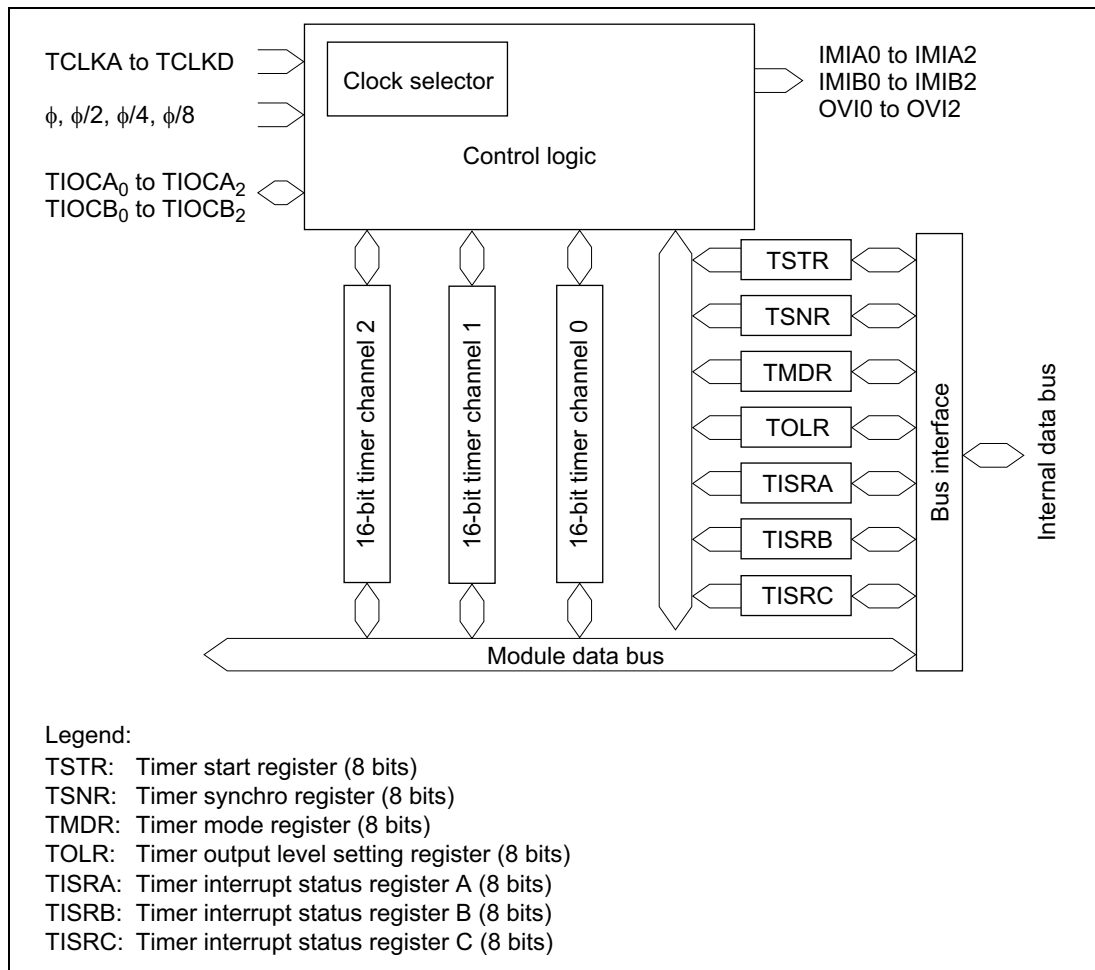 TCLKA to TCLKD
ϕ, ϕ/2, ϕ/4, ϕ/8
TIOCA₀ to TIOCA₂
TIOCB₀ to TIOCB₂
Clock selector
Control logic
IMIA0 to IMIA2
IMIB0 to IMIB2
OVI0 to OVI2
16-bit timer channel 2
16-bit timer channel 1
16-bit timer channel 0
TSTR
TSNR
TMDR
TOLR
TISRA
TISRB
TISRC
Bus interface
Internal data bus
Module data bus
Legend:
TSTR: Timer start register (8 bits)
TSNR: Timer synchro register (8 bits)
TMDR: Timer mode register (8 bits)
TOLR: Timer output level setting register (8 bits)
TISRA: Timer interrupt status register A (8 bits)
TISRB: Timer interrupt status register B (8 bits)
TISRC: Timer interrupt status register C (8 bits)